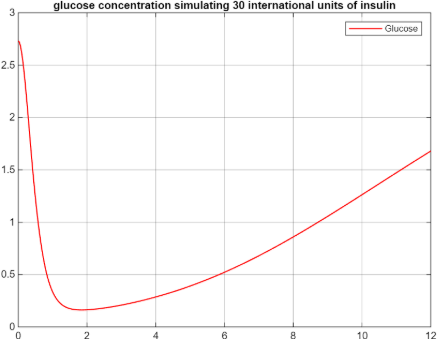 glucose concentration simulating 30 international units of insulin
Glucose
3
2.5
2
1.5
1
0.5
0
0 2 4 6 8 10 12